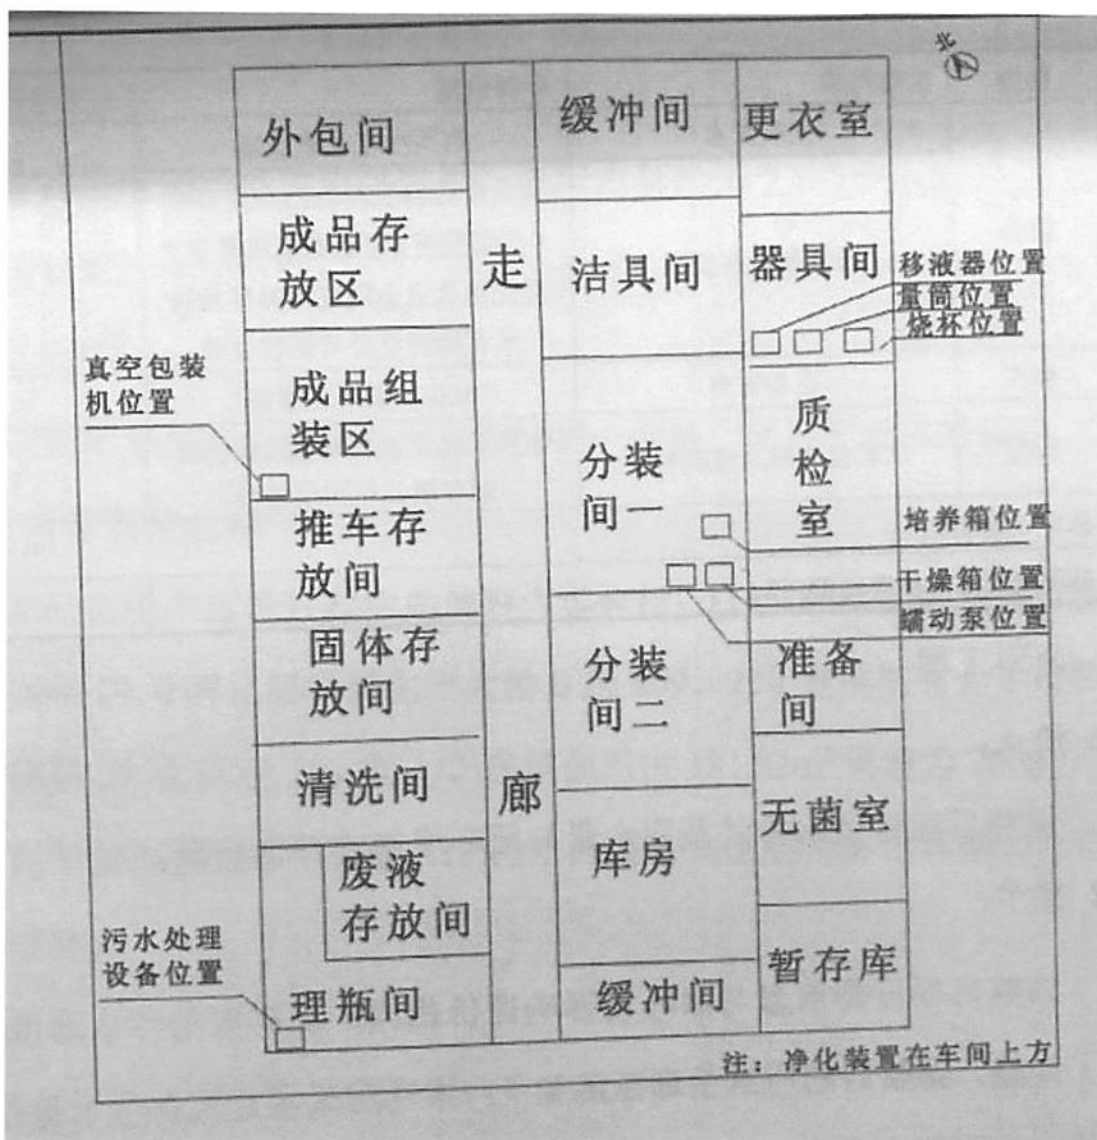 北
外包间
缓冲间
更衣室
成品存
放区
走
洁具间
器具间
移液器位置
量筒位置
烧杯位置
真空包装
机位置
成品组
装区
分装
间一
质
检
室
推车存
放间
培养箱位置
干燥箱位置
蠕动泵位置
固体存
放间
分装
间二
准备
间
清洗间
廊
无菌室
废液
存放间
库房
污水处理
设备位置
理瓶间
缓冲间
暂存库
注：净化装置在车间上方